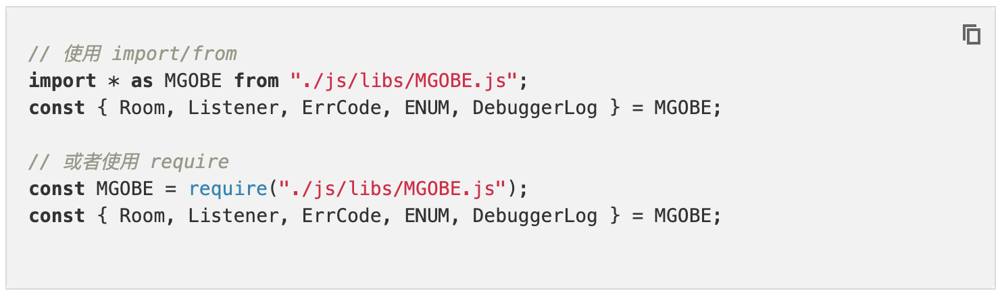 // 使用 import/from
import * as MGOBE from "./js/libs/MGOBE.js";
const { Room, Listener, ErrCode, ENUM, DebuggerLog } = MGOBE;
// 或者使用 require
const MGOBE = require("./js/libs/MGOBE.js");
const { Room, Listener, ErrCode, ENUM, DebuggerLog } = MGOBE;